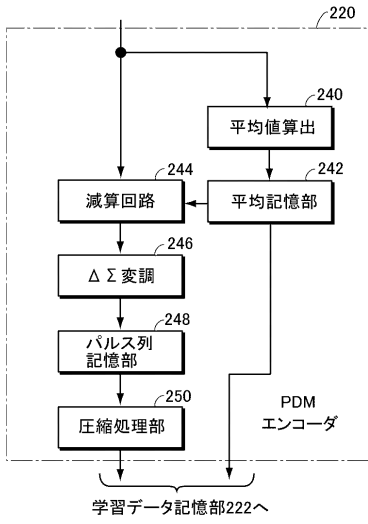 220
240
平均値算出
244
242
減算回路
平均記憶部
246
ΔΣ変調
248
パルス列
記憶部
250
圧縮処理部
PDM
エンコーダ
学習データ記憶部222へ